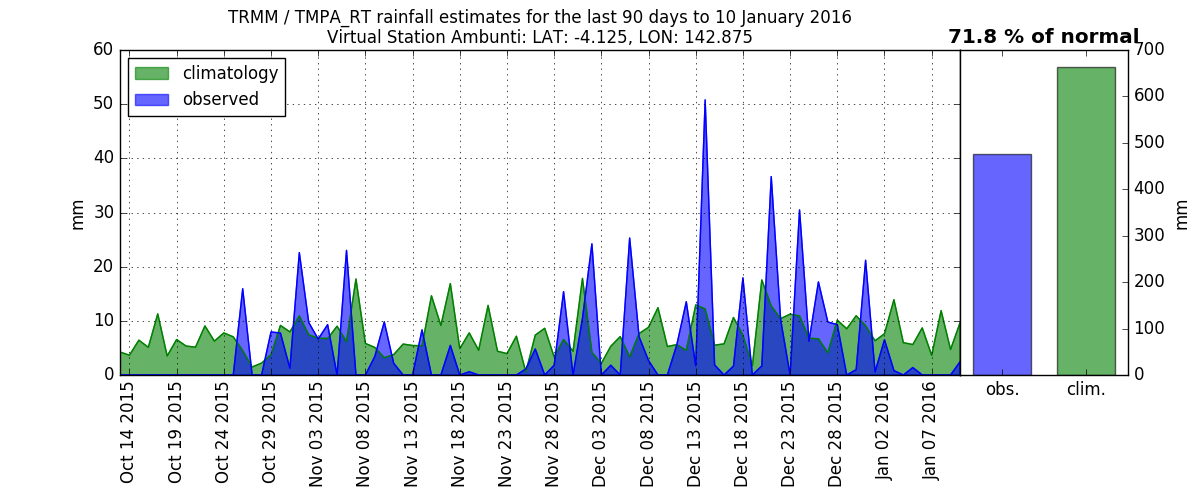 TRMM / TMPA_RT rainfall estimates for the last 90 days to 10 January 2016
Virtual Station Ambunti: LAT: -4.125, LON: 142.875
71.8 % of normal
climatology
observed
60
50
40
30
20
10
0
mm
Oct 14 2015
Oct 19 2015
Oct 24 2015
Oct 29 2015
Nov 03 2015
Nov 08 2015
Nov 13 2015
Nov 18 2015
Nov 23 2015
Nov 28 2015
Dec 03 2015
Dec 08 2015
Dec 13 2015
Dec 18 2015
Dec 23 2015
Dec 28 2015
Jan 02 2016
Jan 07 2016
obs.
clim.
700
600
500
400
300
200
100
0
mm